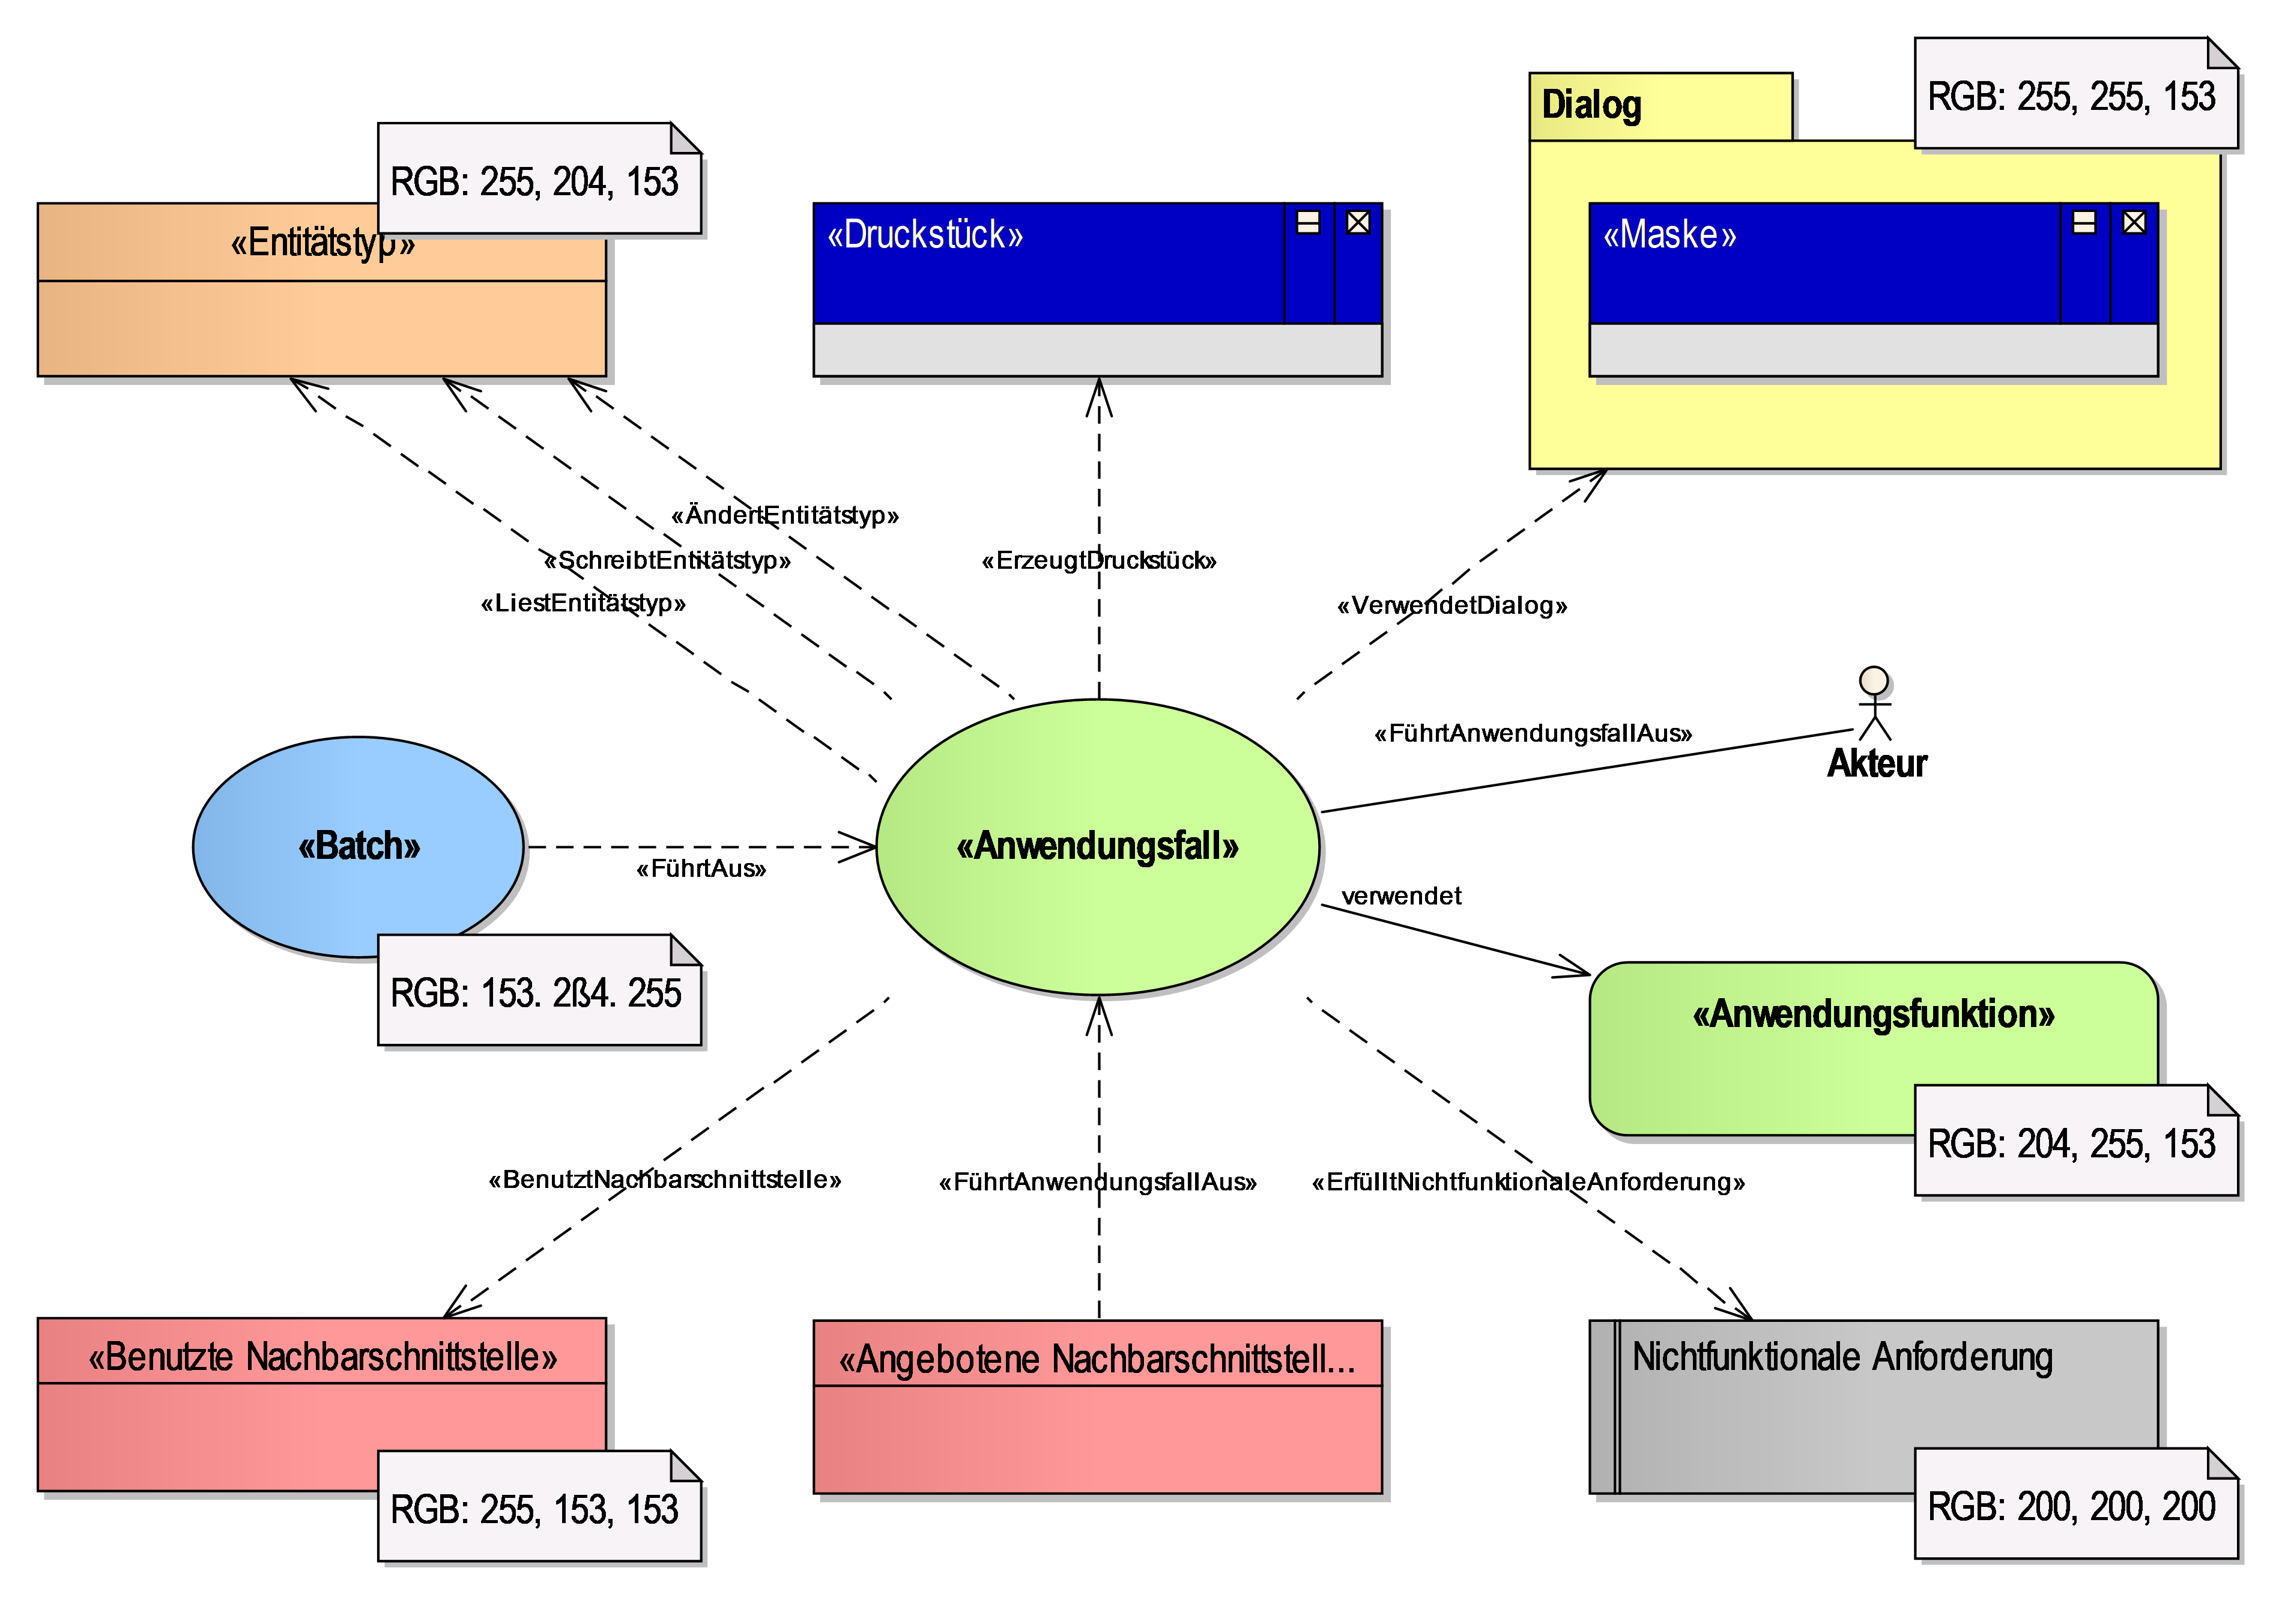 RGB: 255, 255, 153
Dialog
RGB: 255, 204, 153
«Entitätstyp»
«Druckstück»
«Maske»
«ÄndertEntitätstyp»
«SchreibtEntitätstyp»
«ErzeugtDruckstück»
«LiestEntitätstyp»
«VerwendetDialog»
«FührtAnwendungsfallAus»
Akteur
«Batch»
«FührtAus»
«Anwendungsfall»
verwendet
RGB: 153. 2ß4. 255
«Anwendungsfunktion»
RGB: 204, 255, 153
«BenutztNachbarschnittstelle»
«FührtAnwendungsfallAus»
«ErfülltNichtfunktionaleAnforderung»
«Benutzte Nachbarschnittstelle»
«Angebotene Nachbarschnittstell...
Nichtfunktionale Anforderung
RGB: 255, 153, 153
RGB: 200, 200, 200